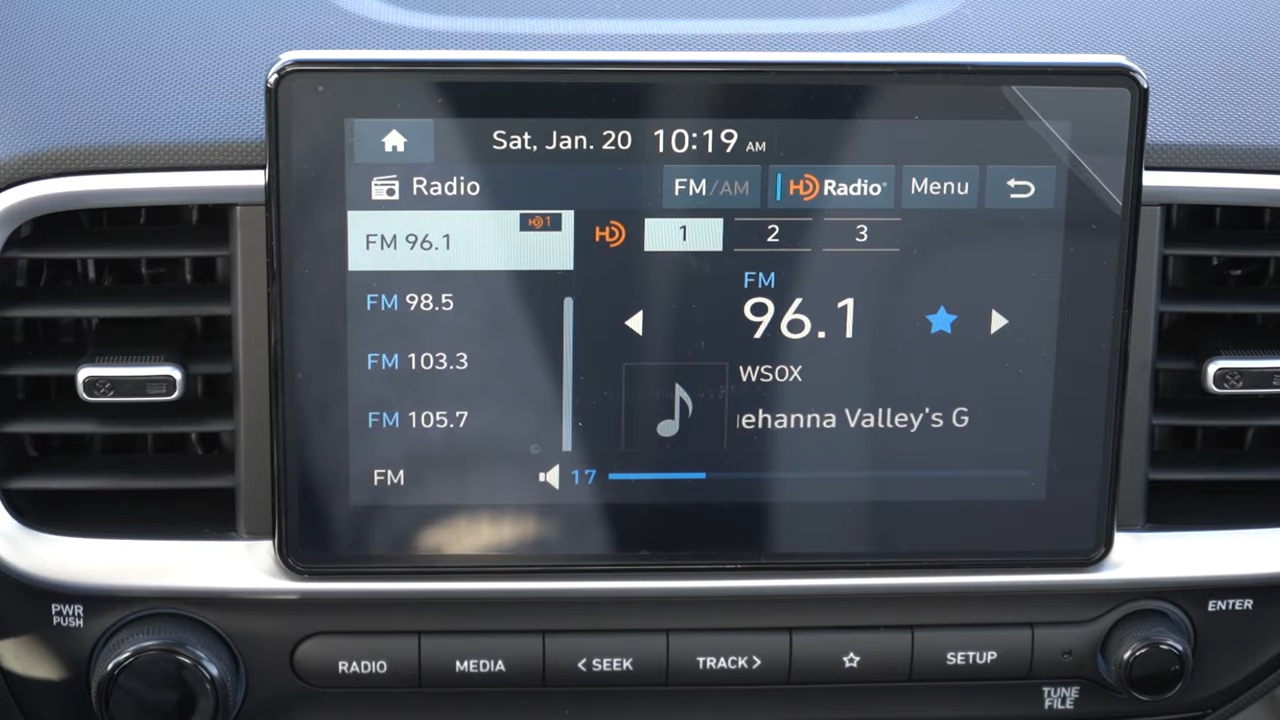 Sat, Jan. 20 10:19 AM
Radio FM/AM HD Radio Menu
FM 96.1 HD 1
HD 1 2 3
FM 98.5
FM 103.3
FM 105.7
FM
FM
96.1
WSOX
ehanna Valley's G
17
PWR
PUSH
RADIO MEDIA < SEEK TRACK > SETUP
ENTER
TUNE
FILE